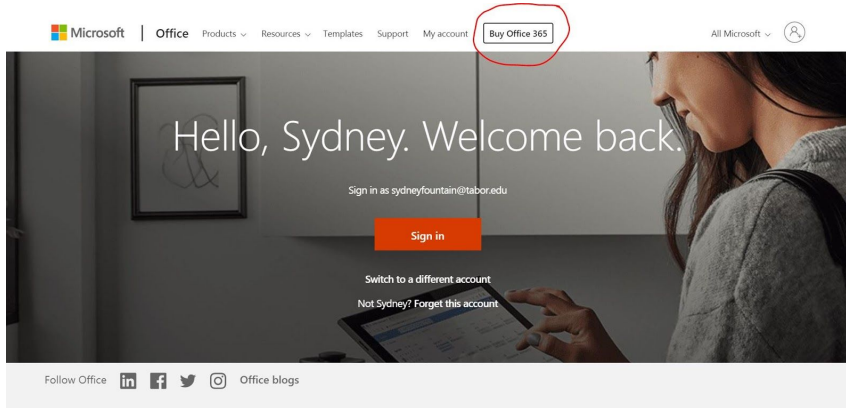 Microsoft Office Products Resources Templates Support My account Buy Office 365 All Microsoft
Hello, Sydney. Welcome back.
Sign in as sydneyfountain@tabor.edu
Sign in
Switch to a different account
Not Sydney? Forget this account
Follow Office in f Office blogs